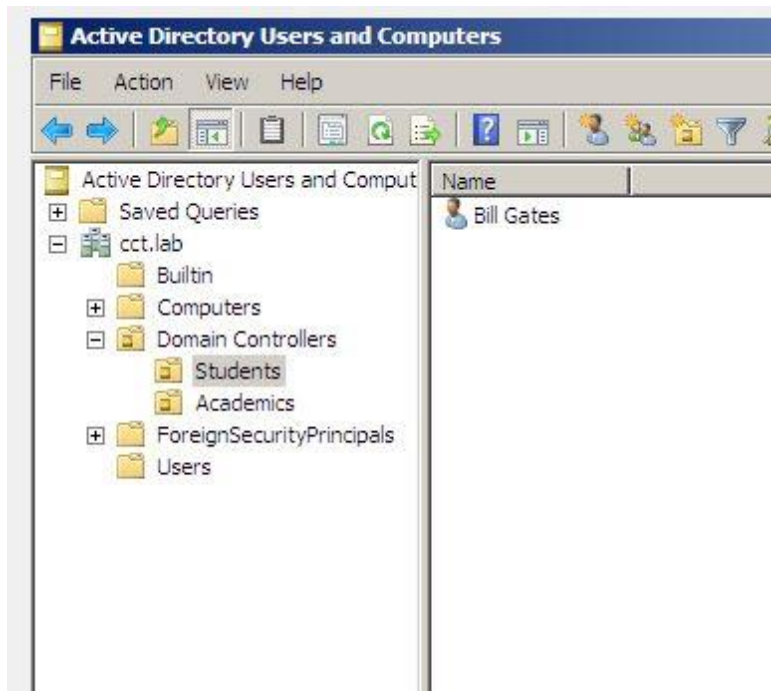 Active Directory Users and Computers
File Action View Help
Active Directory Users and Comput
Saved Queries
cct.lab
Builtin
Computers
Domain Controllers
Students
Academics
ForeignSecurityPrincipals
Users
Name
Bill Gates